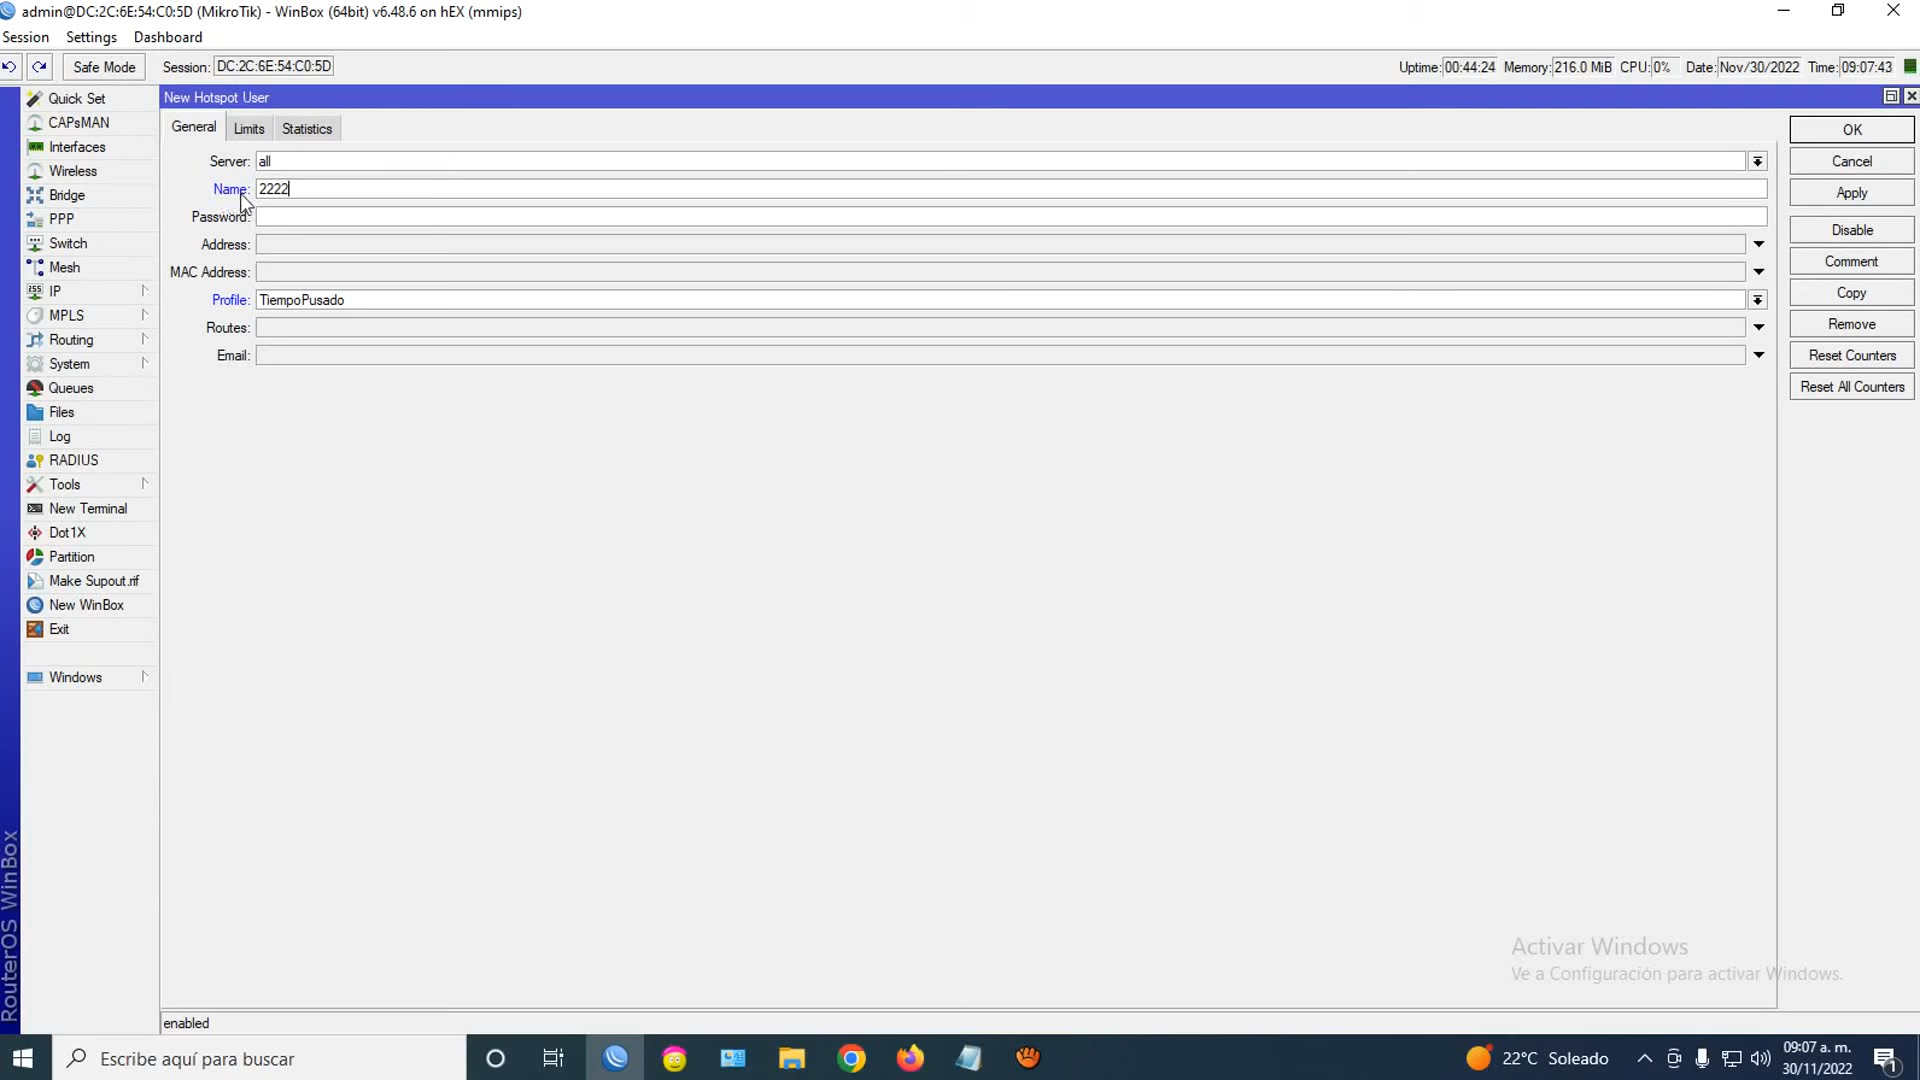 admin@DC:2C:6E:54:C0:5D (MikroTik) - WinBox (64bit) v6.48.6 on hEX (mmips)
Session Settings Dashboard
Safe Mode Session: DC:2C:6E:54:C0:5D Uptime: 00:44:24 Memory: 216.0 MiB CPU: 0% Date: Nov/30/2022 Time: 09:07:43
Quick Set
CAPsMAN
Interfaces
Wireless
Bridge
PPP
Switch
Mesh
IP
MPLS
Routing
System
Queues
Files
Log
RADIUS
Tools
New Terminal
Dot1X
Partition
Make Supout.rif
New WinBox
Exit
Windows
RouterOS WinBox
New Hotspot User
General Limits Statistics
Server: all
Name: 2222
Password:
Address:
MAC Address:
Profile: TiempoPusado
Routes:
Email:
OK
Cancel
Apply
Disable
Comment
Copy
Remove
Reset Counters
Reset All Counters
Activar Windows
Ve a Configuración para activar Windows.
enabled
Escribe aquí para buscar
22°C Soleado
09:07 a. m.
30/11/2022
1